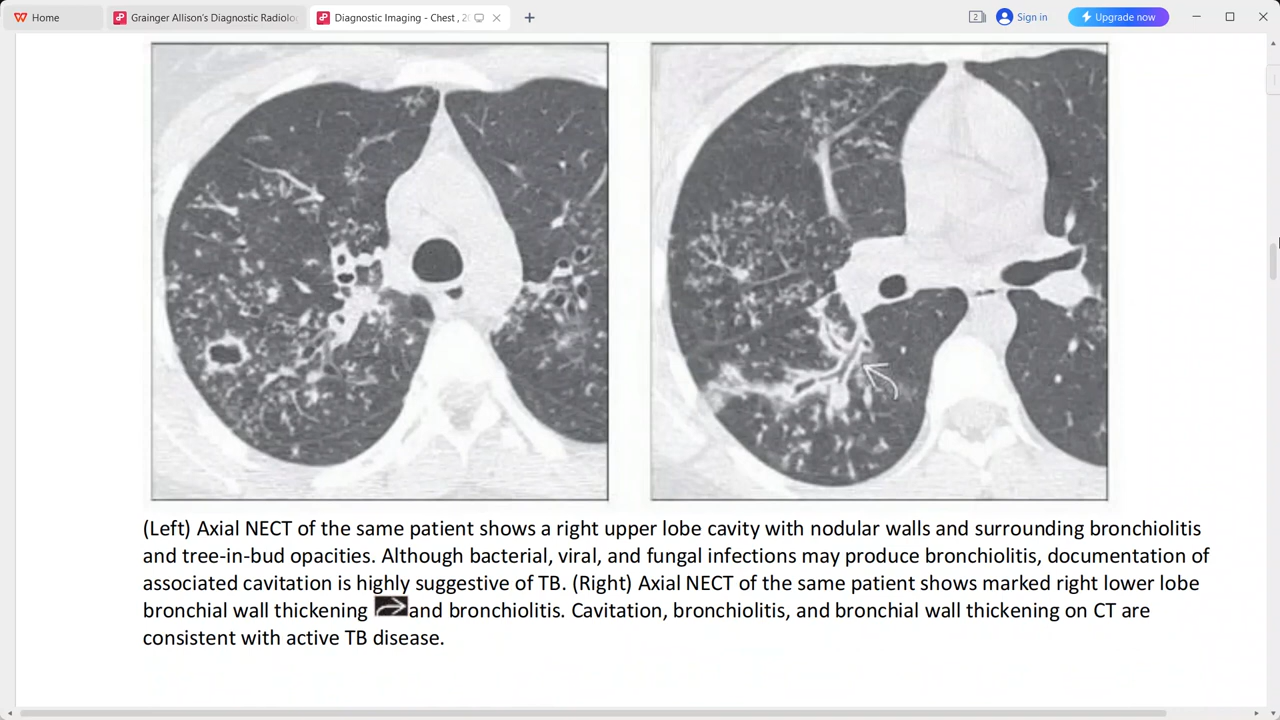 Home
Grainger Allison's Diagnostic Radiolo
Diagnostic Imaging - Chest , 2
2
Sign in
Upgrade now
(Left) Axial NECT of the same patient shows a right upper lobe cavity with nodular walls and surrounding bronchiolitis
and tree-in-bud opacities. Although bacterial, viral, and fungal infections may produce bronchiolitis, documentation of
associated cavitation is highly suggestive of TB. (Right) Axial NECT of the same patient shows marked right lower lobe
bronchial wall thickening and bronchiolitis. Cavitation, bronchiolitis, and bronchial wall thickening on CT are
consistent with active TB disease.